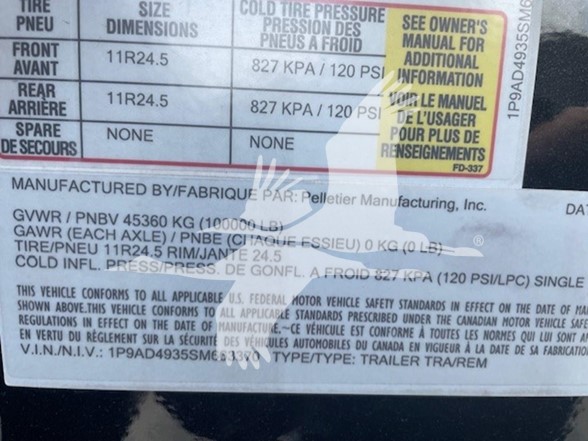 TIRE SIZE COLD TIRE PRESSURE
PNEU DIMENSIONS PRESSION DES PNEUS A FROID
FRONT AVANT 11R24.5 827 KPA / 120 PSI
REAR ARRIÈRE 11R24.5 827 KPA / 120 PSI
SPARE DE SECOURS NONE NONE
SEE OWNER'S
MANUAL FOR
ADDITIONAL
INFORMATION
VOIR LE MANUEL
DE L'USAGER
POUR PLUS DE
RENSEIGNEMENTS
FD-337
1P9AD4935SM6
MANUFACTURED BY/FABRIQUE PAR: Pelletier Manufacturing, Inc. DA
GVWR / PNBV 45360 KG (100000 LB)
GAWR (EACH AXLE) / PNBE (CHAQUE ESSIEU) 0 KG (0 LB)
TIRE/PNEU 11R24.5 RIM/JANTE 24.5
COLD INFL. PRESS/PRESS. DE GONFL. A FROID 827 KPA (120 PSI/LPC) SINGLE
THIS VEHICLE CONFORMS TO ALL APPLICABLE U.S. FEDERAL MOTOR VEHICLE SAFETY STANDARDS IN EFFECT ON THE DATE OF MA
SHOWN ABOVE.THIS VEHICLE CONFORMS TO ALL APPLICABLE STANDARDS PRESCRIBED UNDER THE CANADIAN MOTOR VEHICLE SAFE
REGULATIONS IN EFFECT ON THE DATE OF MANUFACTURE.~CE VÉHICULE EST CONFORME À TOUTES LES NORMES QUI LUI SONT AP
EN VERTU DU RÈGLEMENT SUR LA SÉCURITÉ DES VÉHICULES AUTOMOBILES DU CANADA EN VIGUEUR À LA DATE DE SA FABRICATI
V.I.N./N.I.V.: TYPE/TYPE: TRAILER TRA/REM